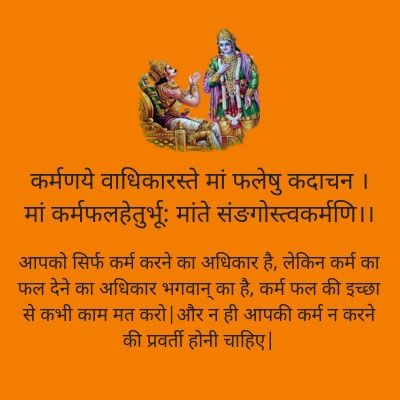 कर्मणये वाधिकारस्ते मां फलेषु कदाचन ।
मां कर्मफलहेतुर्भू: मांते संङगोस्त्वकर्मणि।।
आपको सिर्फ कर्म करने का अधिकार है, लेकिन कर्म का
फल देने का अधिकार भगवान् का है, कर्म फल की इच्छा
से कभी काम मत करो|और न ही आपकी कर्म न करने
की प्रवर्ती होनी चाहिए|